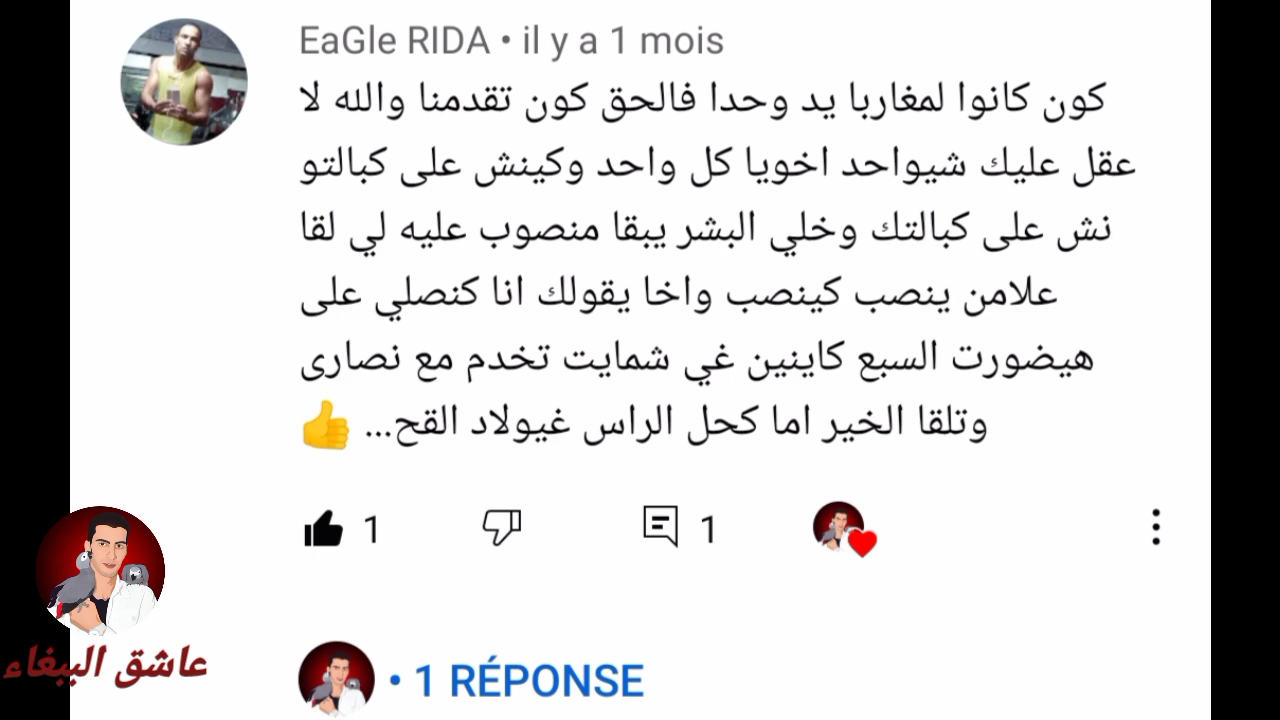 EaGle RIDA • il y a 1 mois
كون كانوا لمغاربا يد وحدا فالحق كون تقدمنا والله لا
عقل عليك شيواحد اخويا كل واحد وكينش على كبالتو
نش على كبالتك وخلي البشر يبقا منصوب عليه لي لقا
علامن ينصب كينصب واخا يقولك انا كنصلي على
هيضورت السبع كاينين غي شمايت تخدم مع نصارى
وتلقا الخير اما كحل الراس غيولاد القح... 👍
1
1
• 1 RÉPONSE
عاشق الببغاء